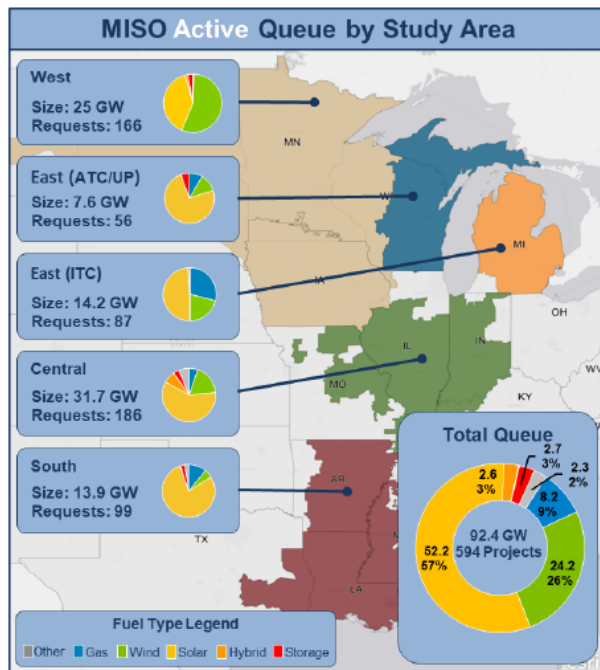 MISO Active Queue by Study Area
West
Size: 25 GW
Requests: 166
MN
East (ATC/UP)
Size: 7.6 GW
Requests: 56
W
MI
East (ITC)
Size: 14.2 GW
Requests: 87
IA
OH
IL
IN
Central
Size: 31.7 GW
Requests: 186
MO
KY
WV
Total Queue
2.7
3%
2.6
3%
2.3
2%
8.2
9%
92.4 GW
594 Projects
52.2
57%
24.2
26%
South
Size: 13.9 GW
Requests: 99
AR
M
TX
LA
Fuel Type Legend
Other Gas Wind Solar Hybrid Storage
esri